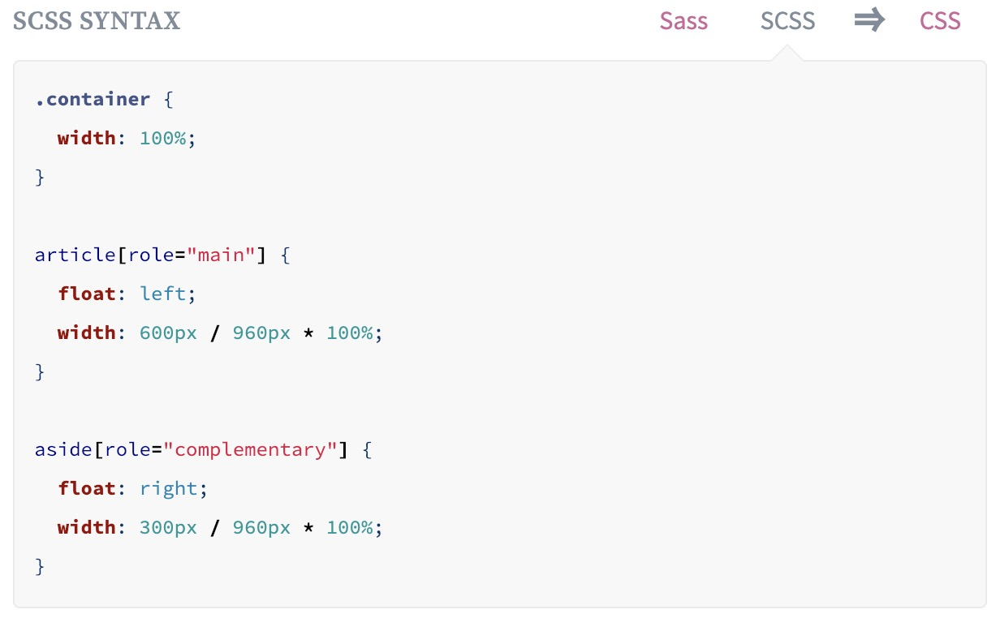 SCSS SYNTAX Sass SCSS ⇒ CSS
.container {
  width: 100%;
}
article[role="main"] {
  float: left;
  width: 600px / 960px * 100%;
}
aside[role="complementary"] {
  float: right;
  width: 300px / 960px * 100%;
}